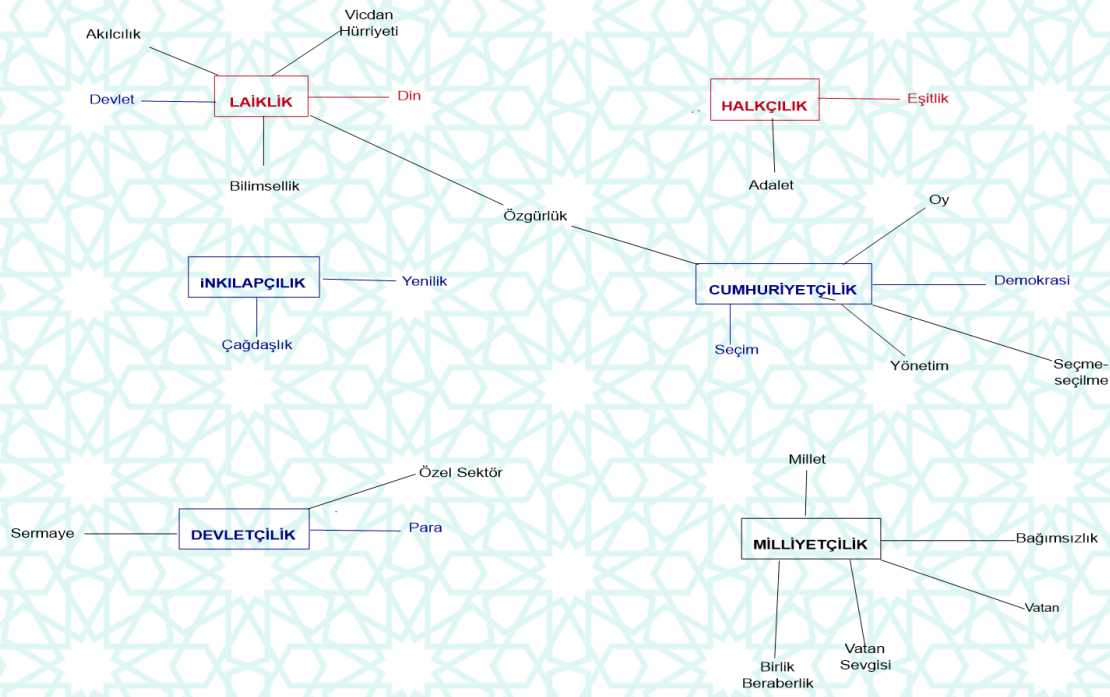 Vicdan
Hürriyeti
Akılcılık
Devlet
LAİKLİK
Din
HALKÇILIK
Eşitlik
Bilimsellik
Adalet
Özgürlük
Oy
iNKILAPÇILIK
Yenilik
CUMHURİYETÇİLİK
Demokrasi
Çağdaşlık
Seçim
Yönetim
Seçme-
seçilme
Millet
Özel Sektör
Sermaye
DEVLETÇİLİK
Para
MİLLİYETÇİLİK
Bağımsızlık
Vatan
Vatan
Sevgisi
Birlik
Beraberlik